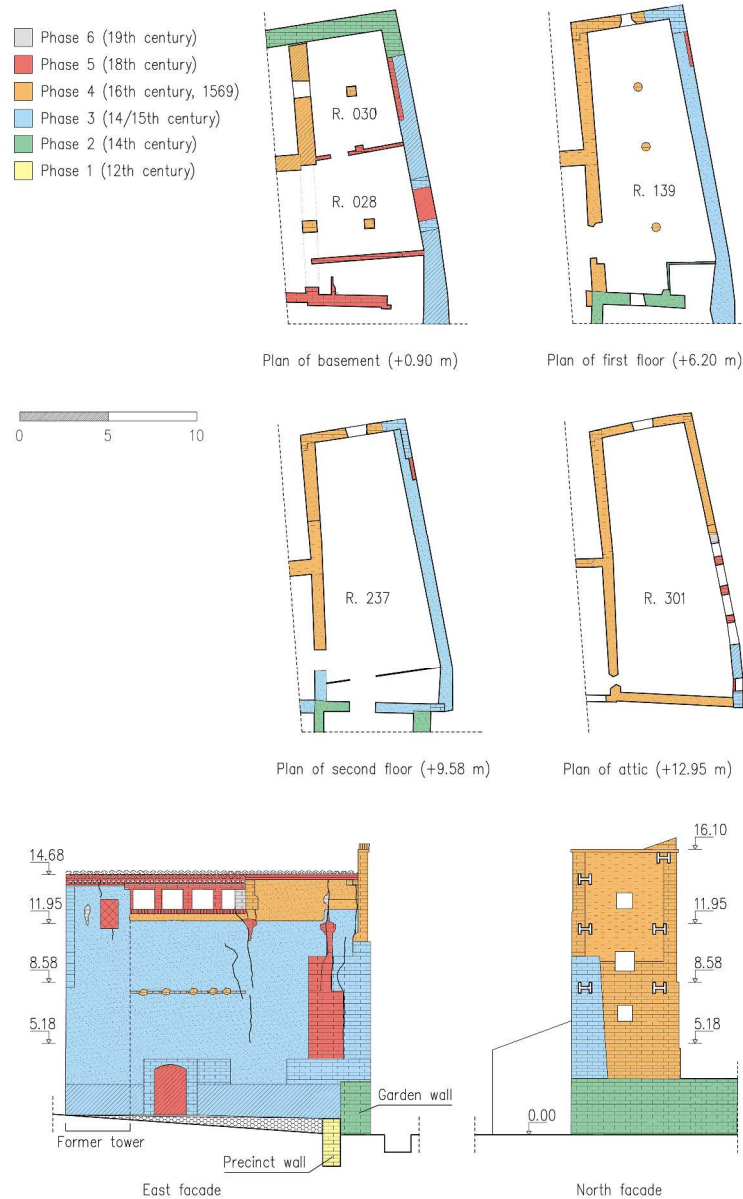 Phase 6 (19th century)
Phase 5 (18th century)
Phase 4 (16th century, 1569)
Phase 3 (14/15th century)
Phase 2 (14th century)
Phase 1 (12th century)
R. 030
R. 028
R. 139
Plan of basement (+0.90 m)
Plan of first floor (+6.20 m)
0 5 10
R. 237
R. 301
Plan of second floor (+9.58 m)
Plan of attic (+12.95 m)
14.68
11.95
8.58
5.18
Garden wall
Former tower
Precinct wall
East facade
16.10
11.95
8.58
5.18
0.00
North facade